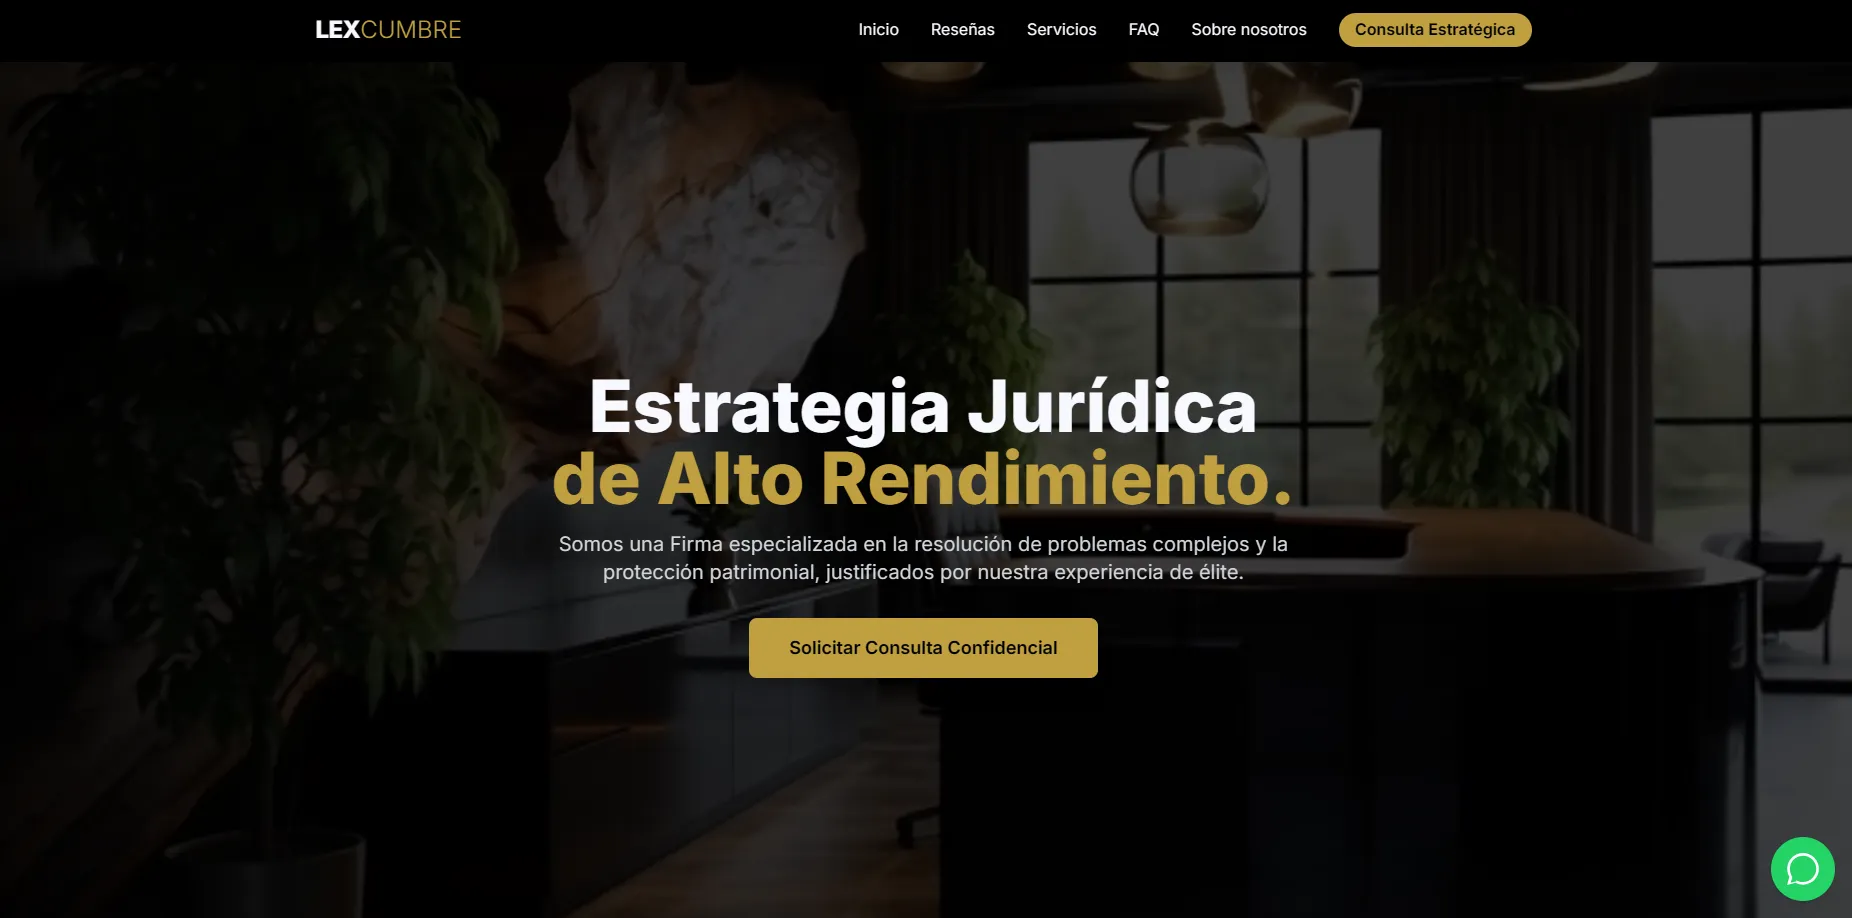 LEXCUMBRE
Inicio
Reseñas
Servicios
FAQ
Sobre nosotros
Consulta Estratégica
Estrategia Jurídica
de Alto Rendimiento.
Somos una Firma especializada en la resolución de problemas complejos y la
protección patrimonial, justificados por nuestra experiencia de élite.
Solicitar Consulta Confidencial